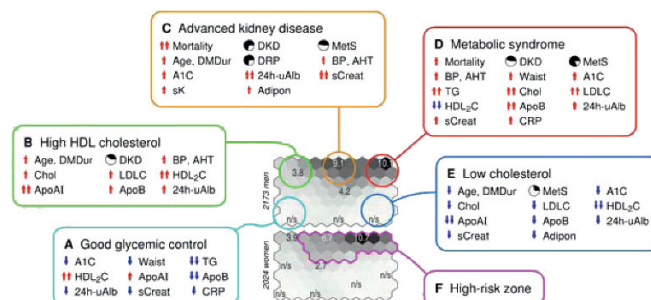 C Advanced kidney disease
⇈ Mortality DKD MetS
↑ Age, DMDur DRP ↑ BP, AHT
↑ A1C ⇈ 24h-uAlb ⇈ sCreat
↑ sK ↑ Adipon
D Metabolic syndrome
↑ Mortality DKD MetS
↑ BP, AHT ↑ Waist ↑ A1C
⇈ TG ⇈ Chol ⇈ LDLC
⇊ HDL₂C ⇈ ApoB ↑ 24h-uAlb
↑ sCreat ↑ CRP
B High HDL cholesterol
↑ Age, DMDur DKD ↑ BP, AHT
↑ Chol ↑ LDLC ⇈ HDL₂C
⇈ ApoAI ↑ ApoB ↑ 24h-uAlb
3.8
4.2
n/s n/s n/s
2173 men
E Low cholesterol
↓ Age, DMDur MetS ↓ A1C
↓ Chol ↓ LDLC ⇊ HDL₂C
⇊ ApoAI ↓ ApoB ↓ 24h-uAlb
↓ sCreat ↓ Adipon
A Good glycemic control
↓ A1C ↓ Waist ⇊ TG
⇈ HDL₂C ↑ ApoAI ⇊ ApoB
↓ 24h-uAlb ↓ sCreat ↓ CRP
3.9
n/s
2.7
n/s
n/s n/s
2024 women
F High-risk zone